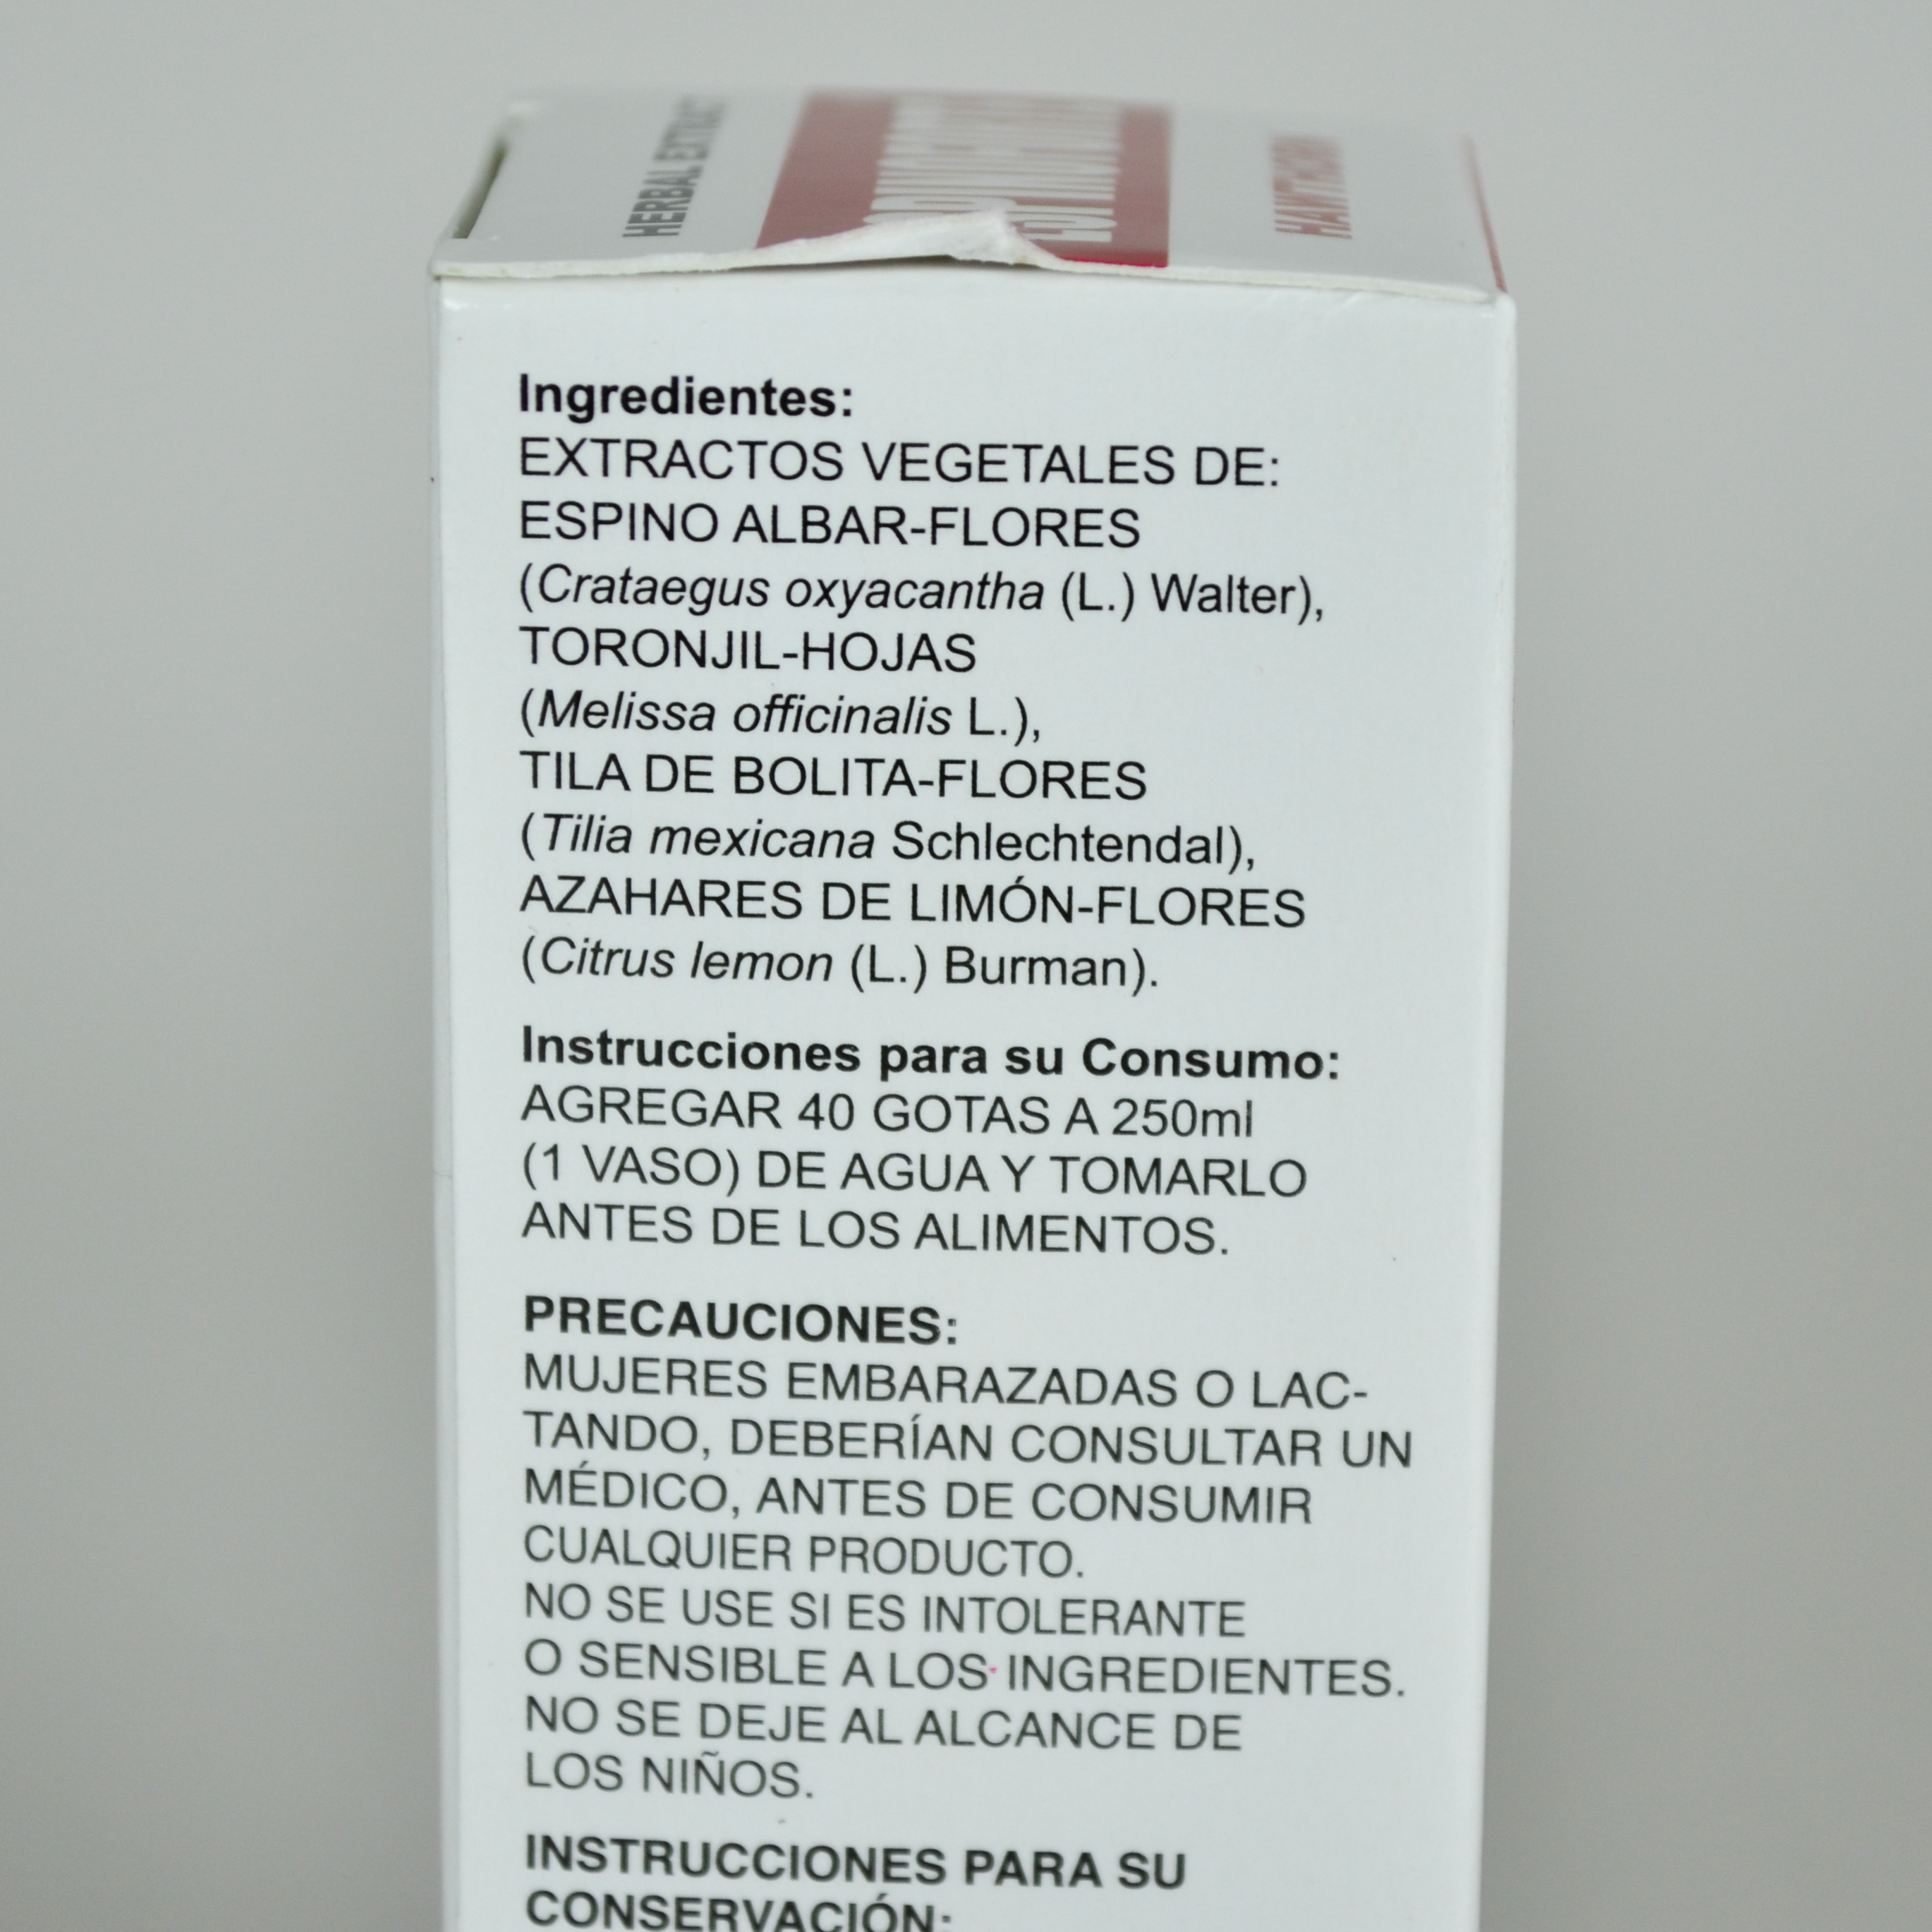 HERBAL EXTRACT
HAWTHORN
Ingredientes:
EXTRACTOS VEGETALES DE:
ESPINO ALBAR-FLORES
(Crataegus oxyacantha (L.) Walter),
TORONJIL-HOJAS
(Melissa officinalis L.),
TILA DE BOLITA-FLORES
(Tilia mexicana Schlechtendal),
AZAHARES DE LIMÓN-FLORES
(Citrus lemon (L.) Burman).
Instrucciones para su Consumo:
AGREGAR 40 GOTAS A 250ml
(1 VASO) DE AGUA Y TOMARLO
ANTES DE LOS ALIMENTOS.
PRECAUCIONES:
MUJERES EMBARAZADAS O LAC-
TANDO, DEBERÍAN CONSULTAR UN
MÉDICO, ANTES DE CONSUMIR
CUALQUIER PRODUCTO.
NO SE USE SI ES INTOLERANTE
O SENSIBLE A LOS INGREDIENTES.
NO SE DEJE AL ALCANCE DE
LOS NIÑOS.
INSTRUCCIONES PARA SU
CONSERVACIÓN: